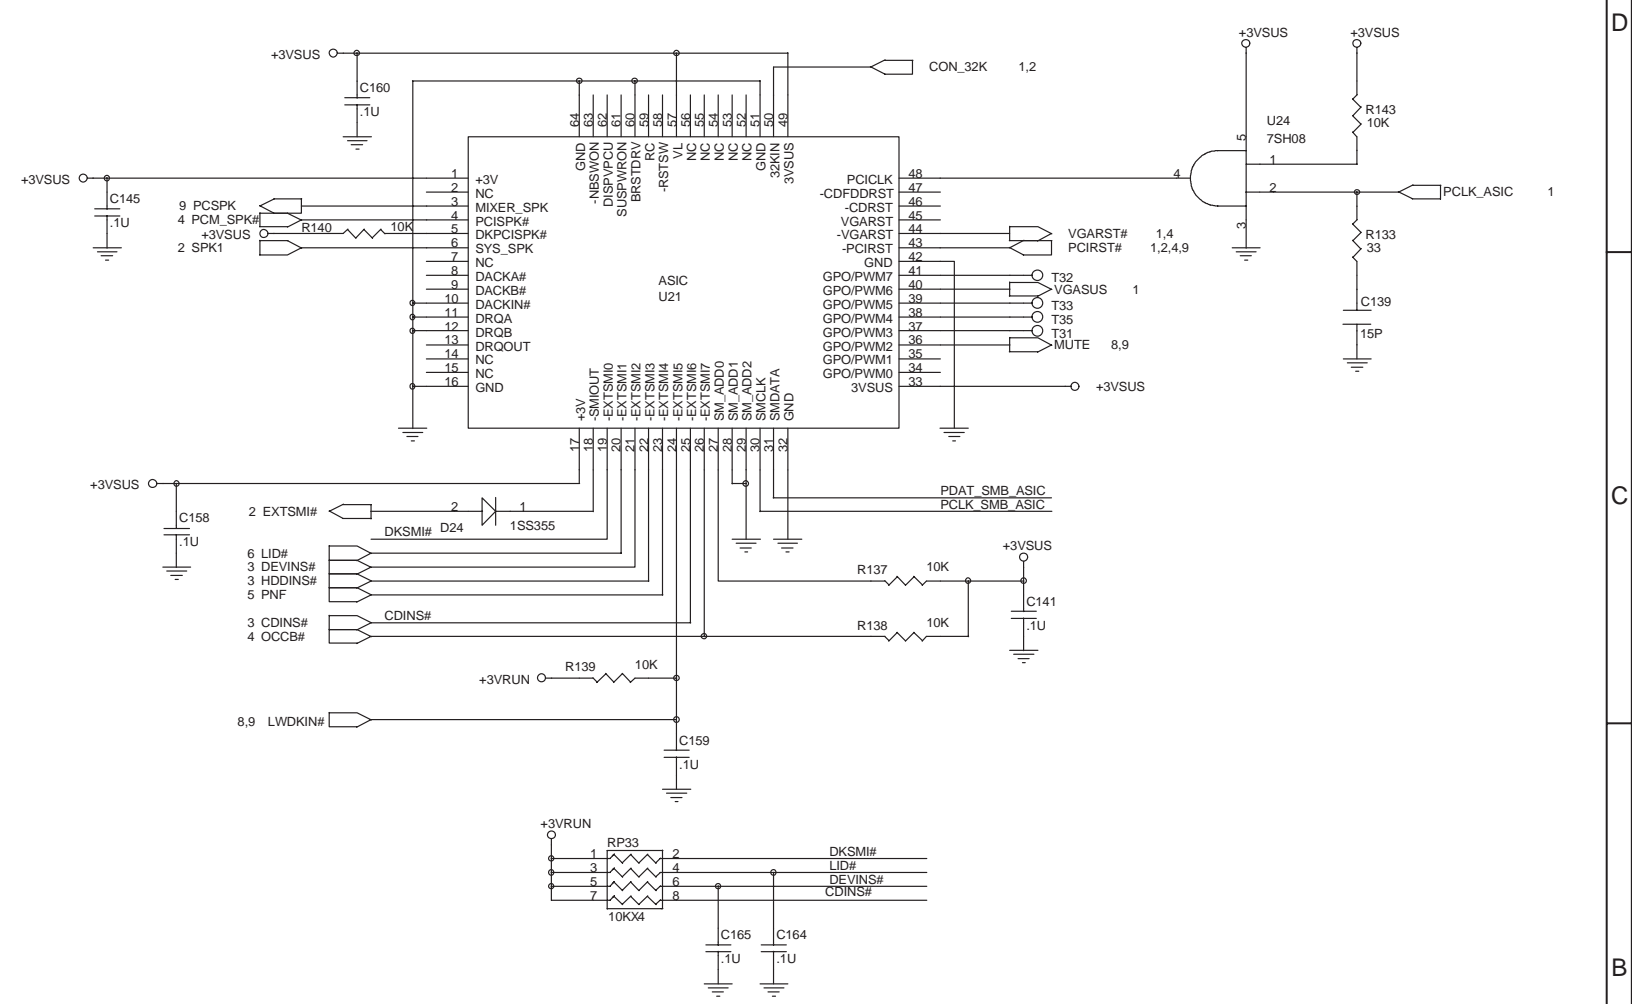 D
+3VSUS
C160
.1U
CON_32K 1,2
+3VSUS
+3VSUS
R143
10K
U24
7SH08
5
1
2
3
4
PCLK_ASIC 1
R133
33
C139
15P
64 63 62 61 60 59 58 57 56 55 54 53 52 51 50 49
GND
-NBSWON
DISPVPCU
SUSPWRON
BRSTDRV
RC
-RSTSW
VL
NC
NC
NC
NC
NC
GND
32KIN
3VSUS
+3VSUS
C145
.1U
9 PCSPK
4 PCM_SPK#
+3VSUS
R140 10K
2 SPK1
1 +3V
2 NC
3 MIXER_SPK
4 PCISPK#
5 DKPCISPK#
6 SYS_SPK
7 NC
8 DACKA#
9 DACKB#
10 DACKIN#
11 DRQA
12 DRQB
13 DRQOUT
14 NC
15 NC
16 GND
ASIC
U21
PCICLK 48
-CDFDDRST 47
-CDRST 46
VGARST 45
-VGARST 44
-PCIRST 43
GND 42
GPO/PWM7 41
GPO/PWM6 40
GPO/PWM5 39
GPO/PWM4 38
GPO/PWM3 37
GPO/PWM2 36
GPO/PWM1 35
GPO/PWM0 34
3VSUS 33
VGARST# 1,4
PCIRST# 1,2,4,9
T32
VGASUS 1
T33
T35
T31
MUTE 8,9
+3VSUS
+3V
-SMIOUT
-EXTSMI0
-EXTSMI1
-EXTSMI2
-EXTSMI3
-EXTSMI4
-EXTSMI5
-EXTSMI6
-EXTSMI7
SM_ADD0
SM_ADD1
SM_ADD2
SMCLK
SMDATA
GND
17 18 19 20 21 22 23 24 25 26 27 28 29 30 31 32
+3VSUS
C158
.1U
2 EXTSMI#
2 D24 1
1SS355
DKSMI#
PDAT_SMB_ASIC
PCLK_SMB_ASIC
C
6 LID#
3 DEVINS#
3 HDDINS#
5 PNF
3 CDINS#
CDINS#
4 OCCB#
R137 10K
R138 10K
+3VSUS
C141
.1U
+3VRUN
R139 10K
8,9 LWDKIN#
C159
.1U
+3VRUN
RP33
1 2 DKSMI#
3 4 LID#
5 6 DEVINS#
7 8 CDINS#
10KX4
C165
.1U
C164
.1U
B